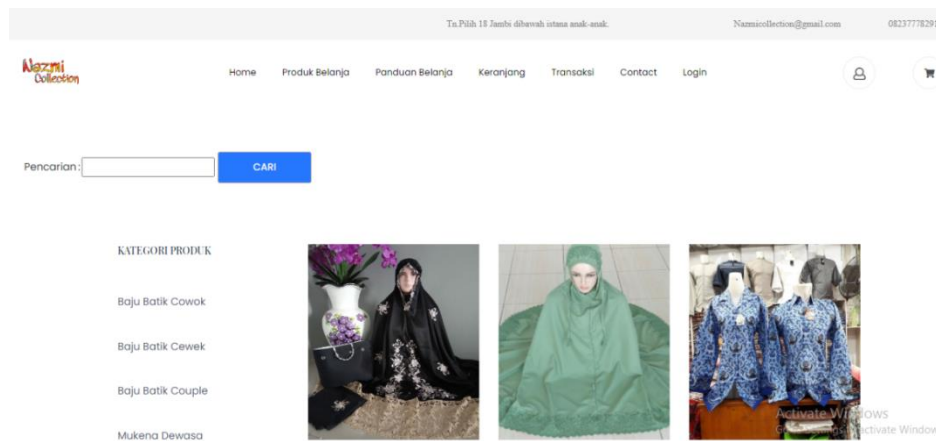 Tn.Pilih 18 Jambi dibawah istana anak-anak. Nazmicollection@gmail.com 08237778291
Nazmi
Collection
Home Produk Belanja Panduan Belanja Keranjang Transaksi Contact Login
Pencarian : CARI
KATEGORI PRODUK
Baju Batik Cowok
Baju Batik Cewek
Baju Batik Couple
Mukena Dewasa
Activate Windows